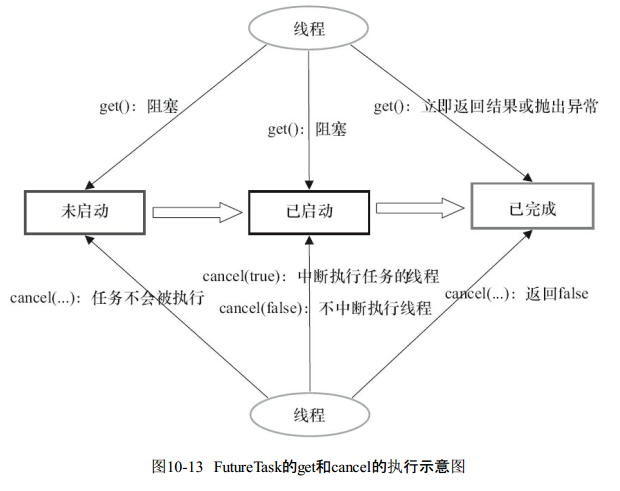 线程
get()：阻塞
get()：阻塞
get()：立即返回结果或抛出异常
未启动
已启动
已完成
cancel(...)：任务不会被执行
cancel(true)：中断执行任务的线程
cancel(false)：不中断执行线程
cancel(...)：返回false
线程
图10-13 FutureTask的get和cancel的执行示意图